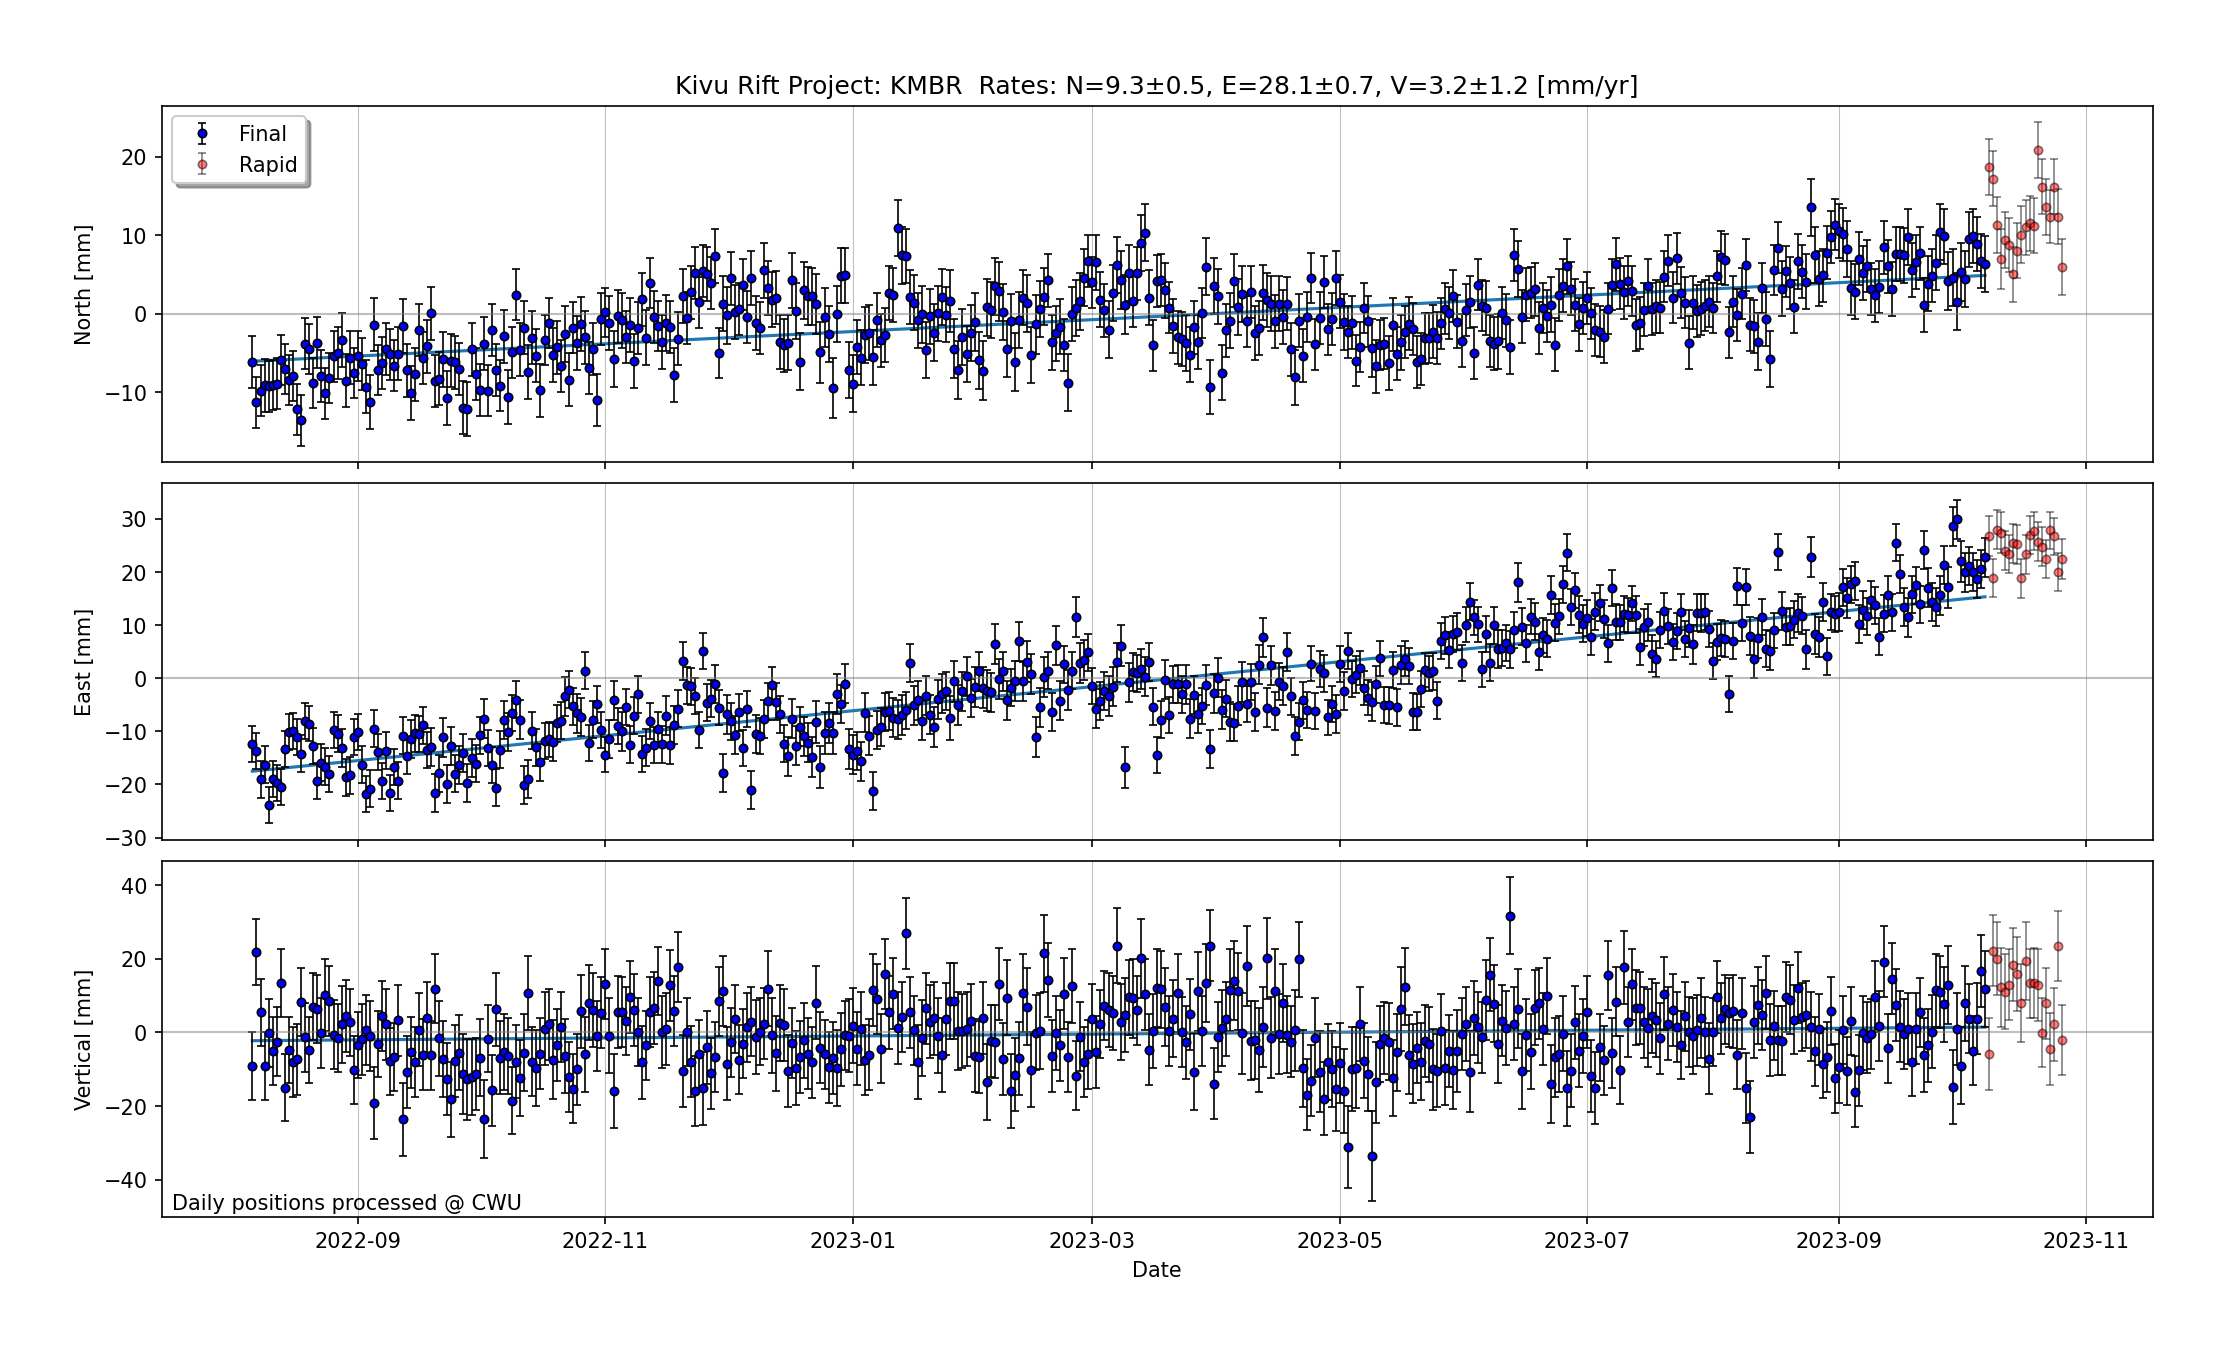 Kivu Rift Project: KMBR  Rates: N=9.3±0.5, E=28.1±0.7, V=3.2±1.2 [mm/yr]
Final
Rapid
North [mm]
20
10
0
−10
East [mm]
30
20
10
0
−10
−20
−30
Vertical [mm]
40
20
0
−20
−40
Daily positions processed @ CWU
2022-09 2022-11 2023-01 2023-03 2023-05 2023-07 2023-09 2023-11
Date